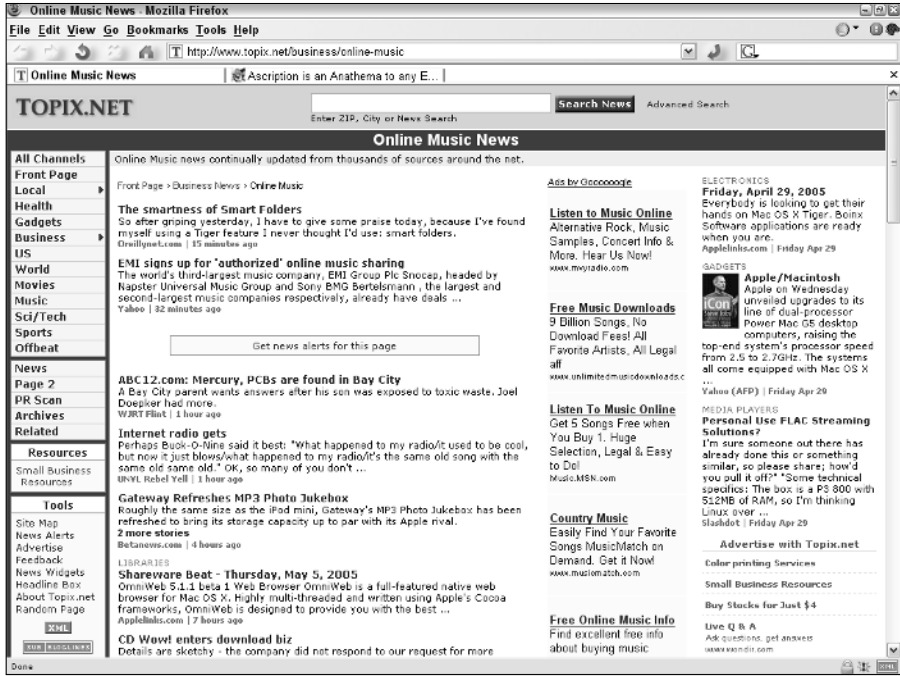 Online Music News - Mozilla Firefox
File Edit View Go Bookmarks Tools Help
T http://www.topix.net/business/online-music
G
T Online Music News
Ascription is an Anathema to any E...
TOPIX.NET
Search News
Advanced Search
Enter ZIP, City or News Search
Online Music News
All Channels
Front Page
Local
Health
Gadgets
Business
US
World
Movies
Music
Sci/Tech
Sports
Offbeat
News
Page 2
PR Scan
Archives
Related
Resources
Small Business
Resources
Tools
Site Map
News Alerts
Advertise
Feedback
News Widgets
Headline Box
About Topix.net
Random Page
XML
SUB BLOGLINES
Online Music news continually updated from thousands of sources around the net.
Front Page > Business News > Online Music
The smartness of Smart Folders
So after griping yesterday, I have to give some praise today, because I've found
myself using a Tiger feature I never thought I'd use: smart folders.
Oreillynet.com | 15 minutes ago
EMI signs up for 'authorized' online music sharing
The world's third-largest music company, EMI Group Plc Snocap, headed by
Napster Universal Music Group and Sony BMG Bertelsmann , the largest and
second-largest music companies respectively, already have deals ...
Yahoo | 32 minutes ago
Get news alerts for this page
ABC12.com: Mercury, PCBs are found in Bay City
A Bay City parent wants answers after his son was exposed to toxic waste. Joel
Doepker had more.
WJRT Flint | 1 hour ago
Internet radio gets
Perhaps Buck-O-Nine said it best: "What happened to my radio/it used to be cool,
but now it just blows/what happened to my radio/it's the same old song with the
same old same old." OK, so many of you don't ...
UNYL Rebel Yell | 1 hour ago
Gateway Refreshes MP3 Photo Jukebox
Roughly the same size as the iPod mini, Gateway's MP3 Photo Jukebox has been
refreshed to bring its storage capacity up to par with its Apple rival.
2 more stories
Betanews.com | 4 hours ago
LIBRARIES
Shareware Beat - Thursday, May 5, 2005
OmniWeb 5.1.1 beta 1 Web Browser OmniWeb is a full-featured native web
browser for Mac OS X. Highly multi-threaded and written using Apple's Cocoa
frameworks, OmniWeb is designed to provide you with the best ...
Applelinks.com | 7 hours ago
CD Wow! enters download biz
Details are sketchy - the company did not respond to our request for more
Ads by Goooooogle
Listen to Music Online
Alternative Rock, Music
Samples, Concert Info &
More. Hear Us Now!
www.mvyradio.com
Free Music Downloads
9 Billion Songs, No
Download Fees! All
Favorite Artists, All Legal
aff
www.unlimitedmusicdownloads.c
Listen To Music Online
Get 5 Songs Free when
You Buy 1. Huge
Selection, Legal & Easy
to Do!
Music.MSN.com
Country Music
Easily Find Your Favorite
Songs MusicMatch on
Demand. Get it Now!
www.musicmatch.com
Free Online Music Info
Find excellent free info
about buying music
ELECTRONICS
Friday, April 29, 2005
Everybody is looking to get their
hands on Mac OS X Tiger. Boinx
Software applications are ready
when you are.
Applelinks.com | Friday Apr 29
GADGETS
iCon
Apple/Macintosh
Apple on Wednesday
unveiled upgrades to its
line of dual-processor
Power Mac G5 desktop
computers, raising the
top-end system's processor speed
from 2.5 to 2.7GHz. The systems
all come equipped with Mac OS X
...
Yahoo (AFP) | Friday Apr 29
MEDIA PLAYERS
Personal Use FLAC Streaming
Solutions?
I'm sure someone out there has
already done this or something
similar, so please share; how'd
you pull it off?" "Some technical
specifics: The box is a P3 800 with
512MB of RAM, so I'm thinking
Linux over ...
Slashdot | Friday Apr 29
Advertise with Topix.net
Color printing Services
Small Business Resources
Buy Stocks for Just $4
Live Q & A
Ask questions, get answers
www.wondir.com
Done
XML